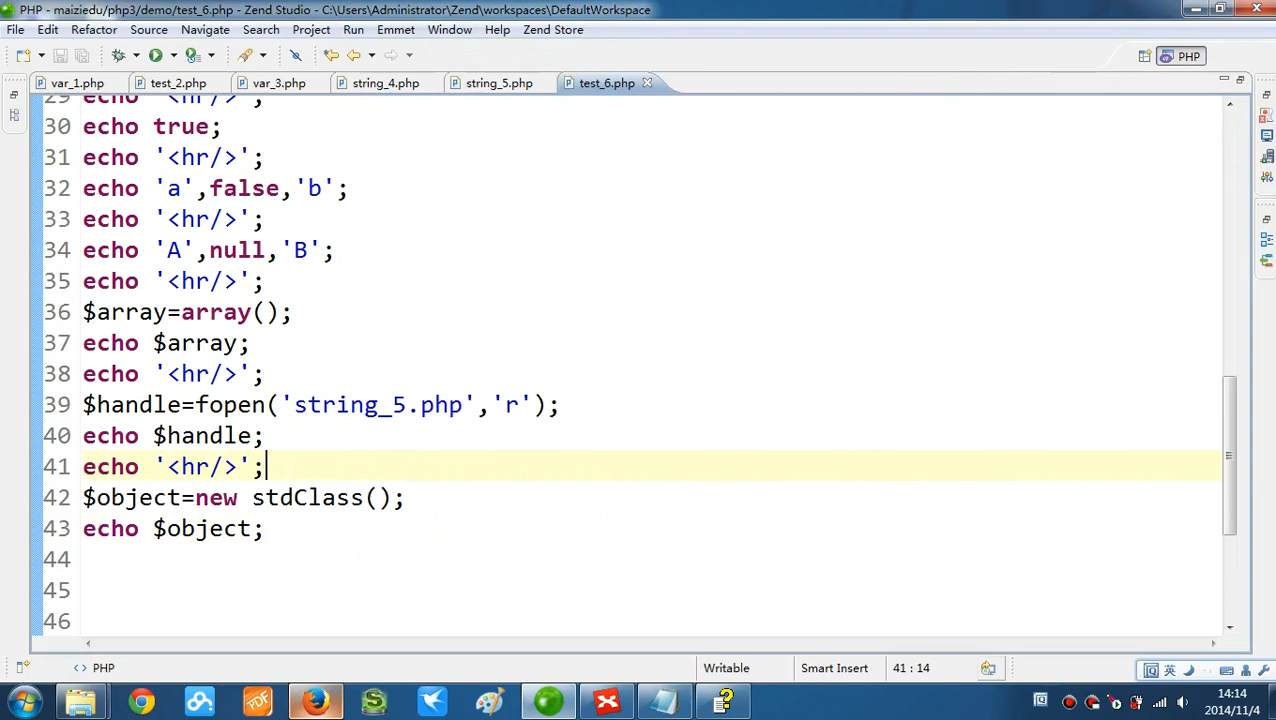 PHP - maiziedu/php3/demo/test_6.php - Zend Studio - C:\Users\Administrator\Zend\workspaces\DefaultWorkspace
File Edit Refactor Source Navigate Search Project Run Emmet Window Help Zend Store
PHP
var_1.php test_2.php var_3.php string_4.php string_5.php test_6.php
29 echo '<hr/>';
30 echo true;
31 echo '<hr/>';
32 echo 'a',false,'b';
33 echo '<hr/>';
34 echo 'A',null,'B';
35 echo '<hr/>';
36 $array=array();
37 echo $array;
38 echo '<hr/>';
39 $handle=fopen('string_5.php','r');
40 echo $handle;
41 echo '<hr/>';
42 $object=new stdClass();
43 echo $object;
44
45
46
<> PHP Writable Smart Insert 41 : 14
英
PDF
14:14
2014/11/4